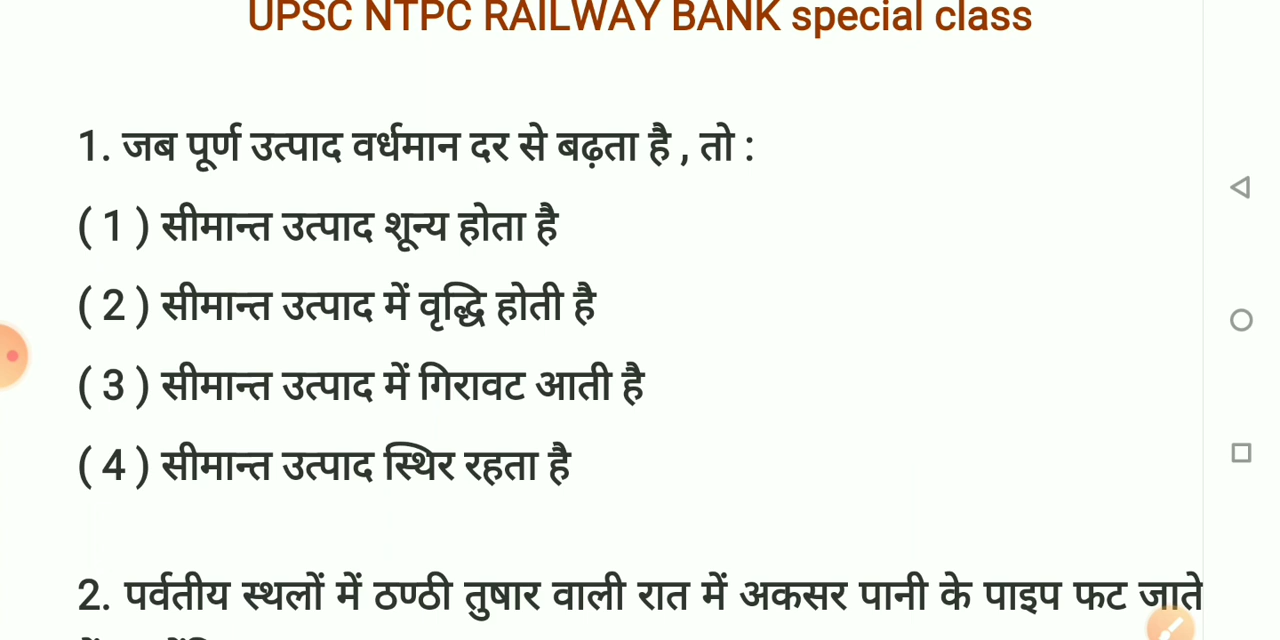 UPSC NTPC RAILWAY BANK special class
1. जब पूर्ण उत्पाद वर्धमान दर से बढ़ता है , तो :
( 1 ) सीमान्त उत्पाद शून्य होता है
( 2 ) सीमान्त उत्पाद में वृद्धि होती है
( 3 ) सीमान्त उत्पाद में गिरावट आती है
( 4 ) सीमान्त उत्पाद स्थिर रहता है
2. पर्वतीय स्थलों में ठण्ठी तुषार वाली रात में अकसर पानी के पाइप फट जाते